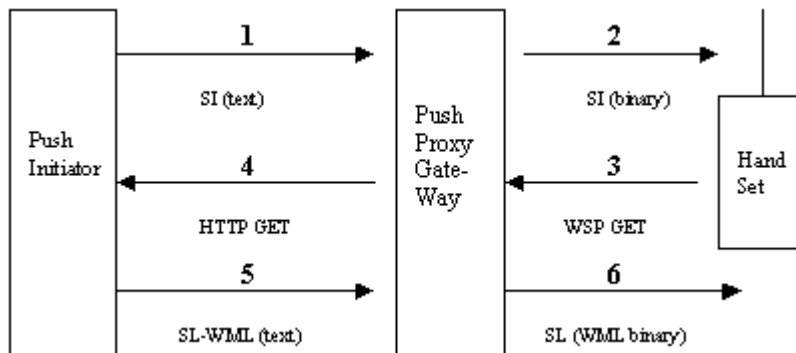 1
2
SI (text)
SI (binary)
Push
Initiator
Push
Proxy
Gate-
Way
Hand
Set
4
3
HTTP GET
WSP GET
5
6
SL-WML (text)
SL (WML binary)